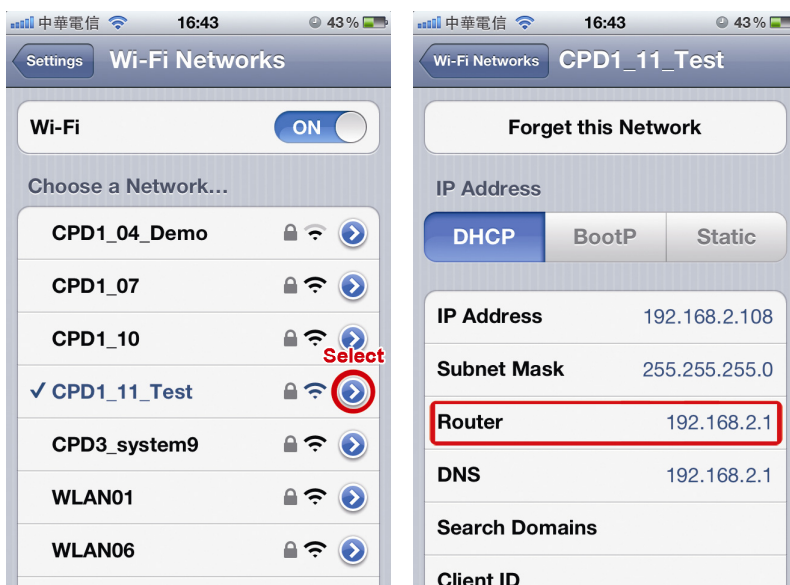 中華電信 16:43 43%
Settings Wi-Fi Networks
Wi-Fi ON
Choose a Network...
CPD1_04_Demo
CPD1_07
CPD1_10
Select
CPD1_11_Test
CPD3_system9
WLAN01
WLAN06
中華電信 16:43 43%
Wi-Fi Networks CPD1_11_Test
Forget this Network
IP Address
DHCP BootP Static
IP Address 192.168.2.108
Subnet Mask 255.255.255.0
Router 192.168.2.1
DNS 192.168.2.1
Search Domains
Client ID